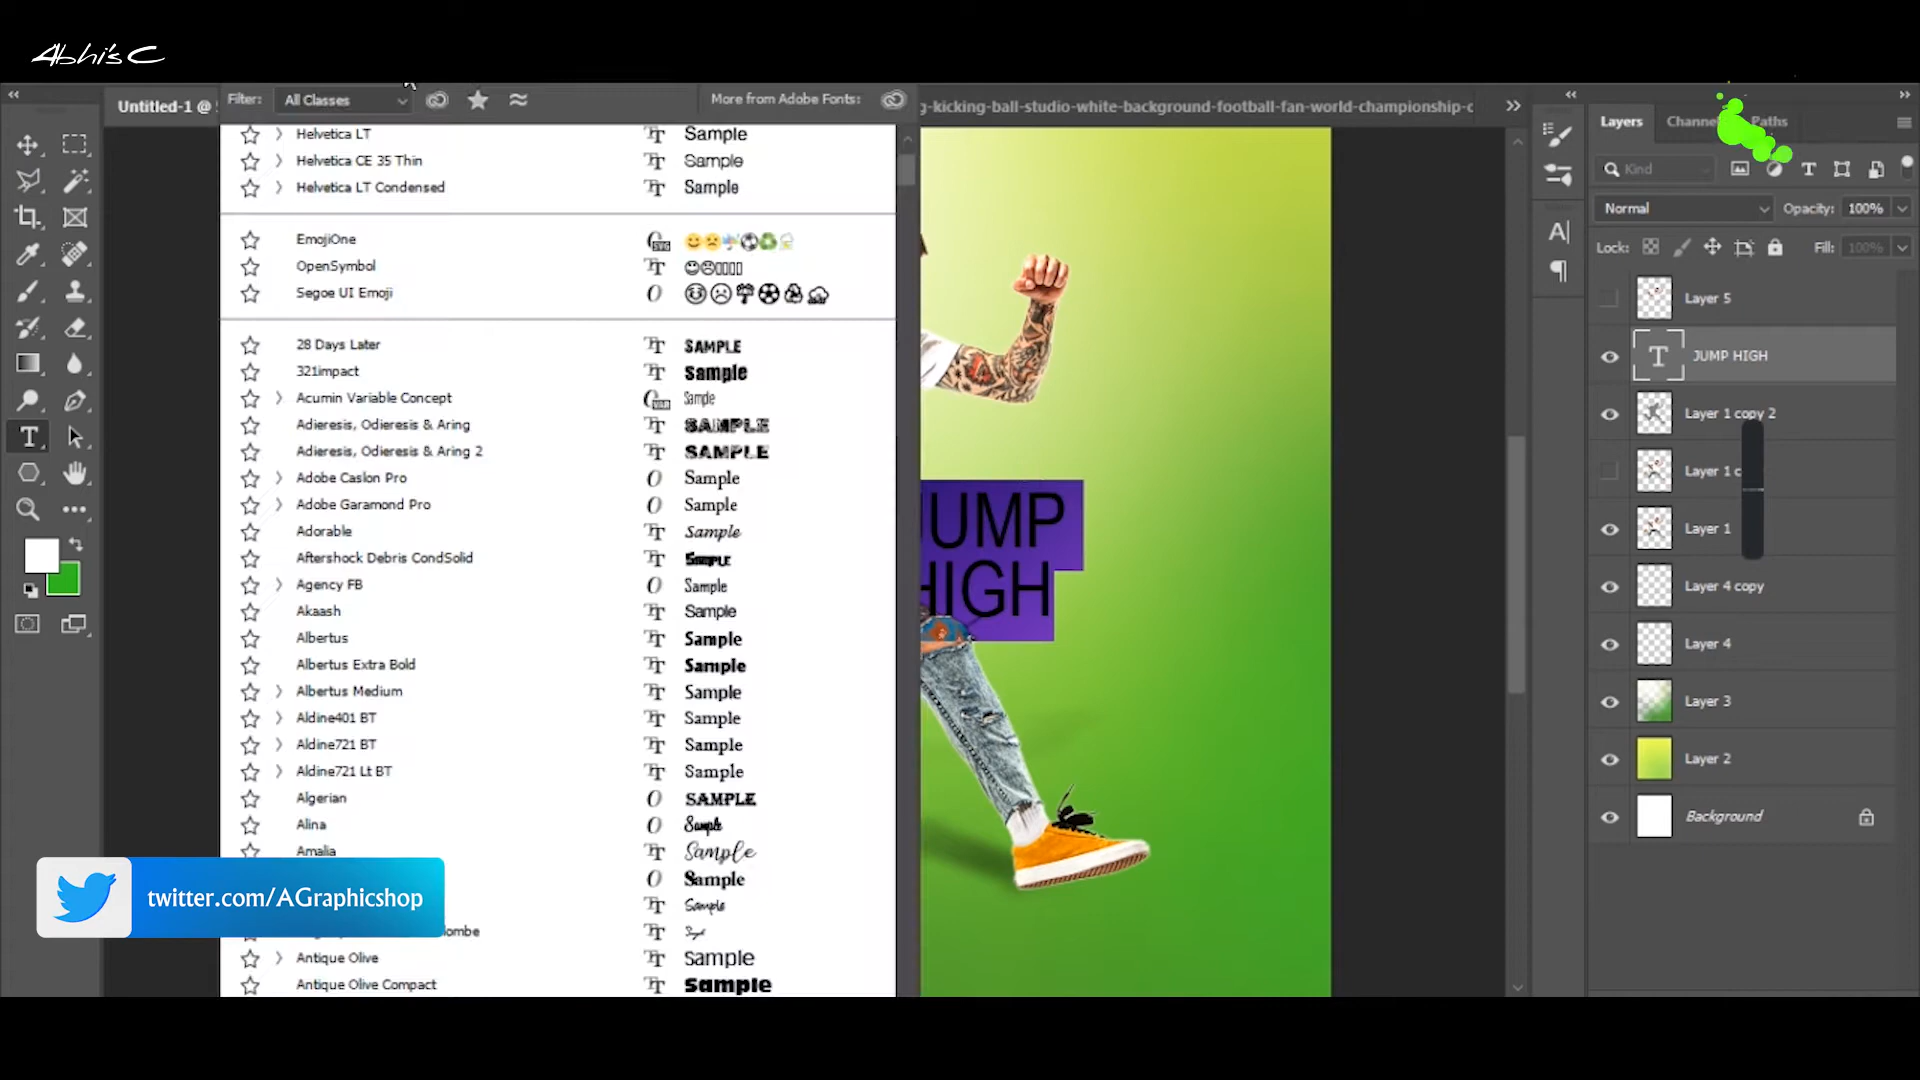 Abhi's C
Untitled-1 @
Filter: All Classes
More from Adobe Fonts:
g-kicking-ball-studio-white-background-football-fan-world-championship-c
Helvetica LT Sample
Helvetica CE 35 Thin Sample
Helvetica LT Condensed Sample
EmojiOne
OpenSymbol
Segoe UI Emoji
28 Days Later SAMPLE
321impact Sample
Acumin Variable Concept Sample
Adieresis, Odieresis & Aring SAMPLE
Adieresis, Odieresis & Aring 2 SAMPLE
Adobe Caslon Pro Sample
Adobe Garamond Pro Sample
Adorable Sample
Aftershock Debris CondSolid Sample
Agency FB Sample
Akaash Sample
Albertus Sample
Albertus Extra Bold Sample
Albertus Medium Sample
Aldine401 BT Sample
Aldine721 BT Sample
Aldine721 Lt BT Sample
Algerian SAMPLE
Alina Sample
Amalia Sample
Sample
Sample
ombe
Antique Olive Sample
Antique Olive Compact Sample
twitter.com/AGraphicshop
JUMP
HIGH
Layers Channe Paths
Kind
Normal Opacity: 100%
Lock: Fill: 100%
Layer 5
JUMP HIGH
Layer 1 copy 2
Layer 1 c
Layer 1
Layer 4 copy
Layer 4
Layer 3
Layer 2
Background